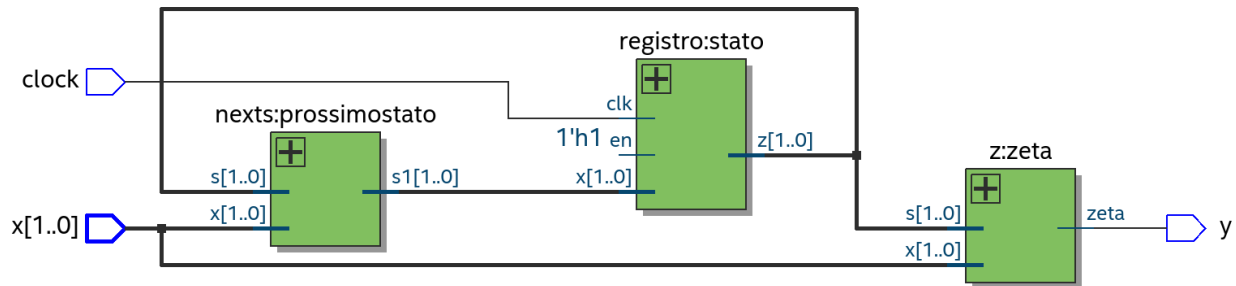 registro:stato
clock
clk
nexts:prossimostato
1'h1 en
z[1..0]
z:zeta
s[1..0]
s1[1..0]
x[1..0]
x[1..0]
x[1..0]
s[1..0]
zeta
y
x[1..0]